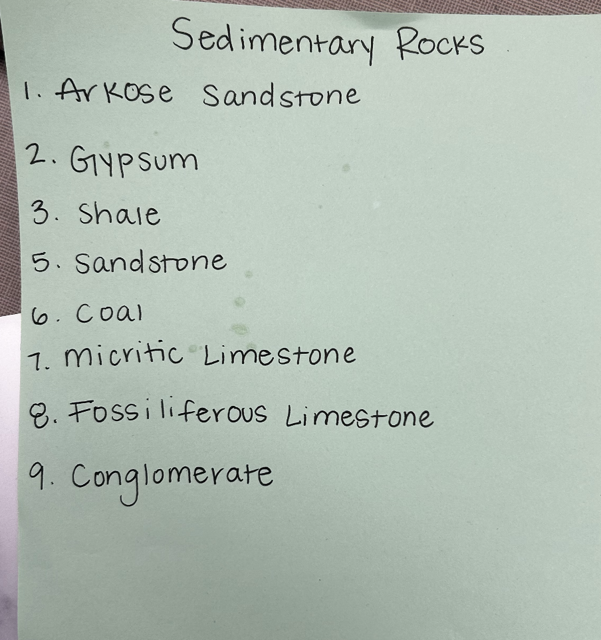 Sedimentary Rocks
1. Arkose Sandstone
2. Gypsum
3. Shale
5. Sandstone
6. Coal
7. Micritic Limestone
8. Fossiliferous Limestone
9. Conglomerate